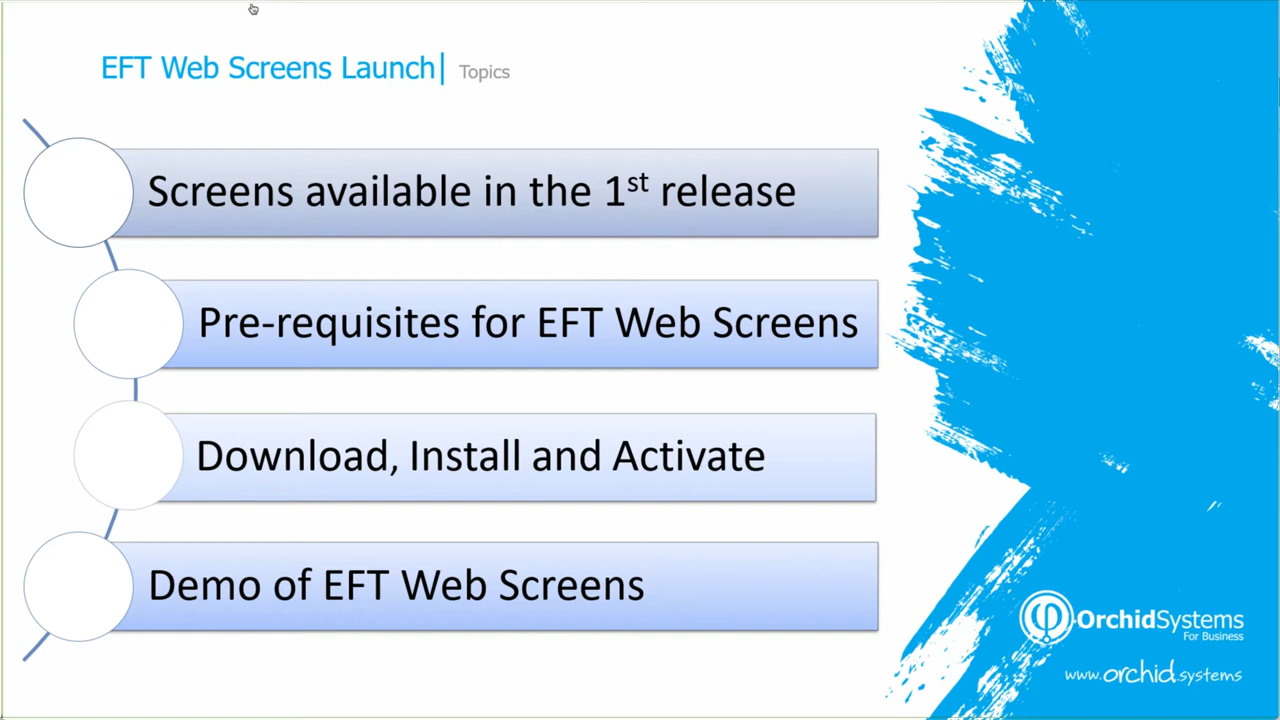 EFT Web Screens Launch| Topics
Screens available in the 1st release
Pre-requisites for EFT Web Screens
Download, Install and Activate
Demo of EFT Web Screens
OrchidSystems
For Business
www.orchid.systems